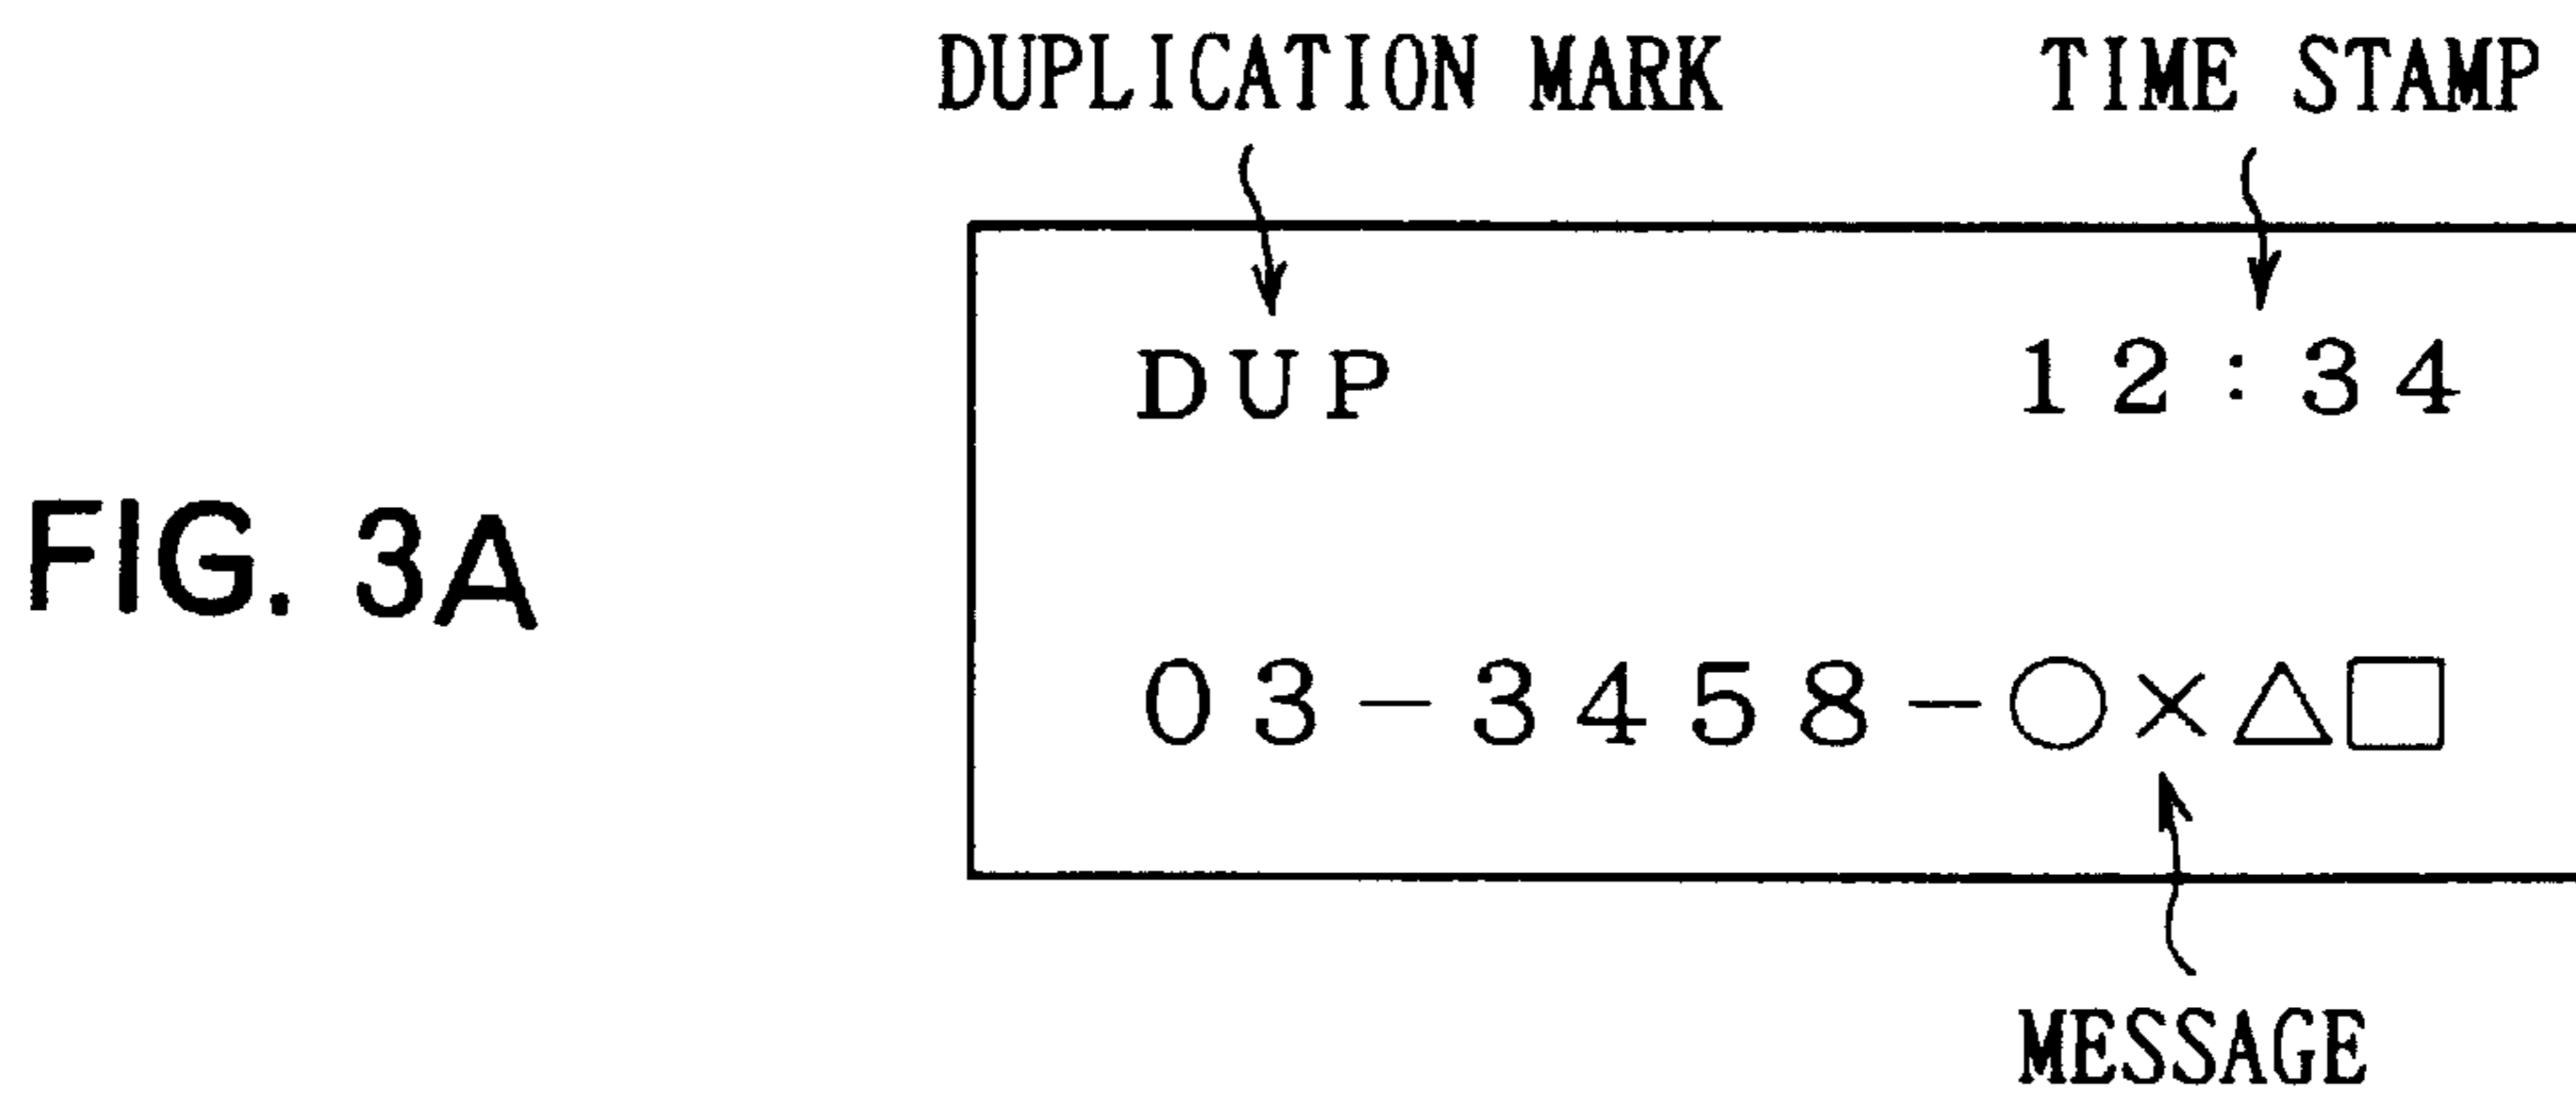 DUPLICATION MARK TIME STAMP
DUP 12:34
FIG. 3A
03-3458-○×△□
MESSAGE